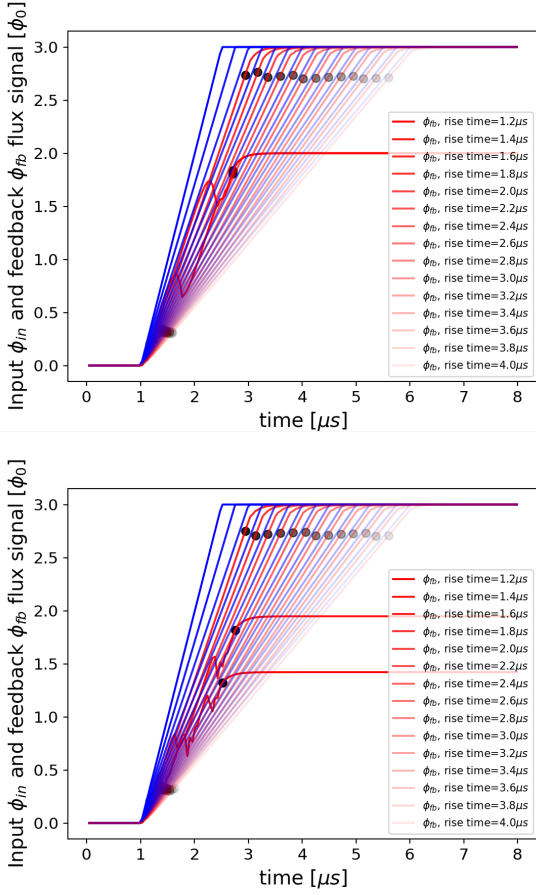 Input ϕin and feedback ϕfb flux signal [ϕ0]
3.0
2.5
2.0
1.5
1.0
0.5
0.0
ϕfb, rise time=1.2μs
ϕfb, rise time=1.4μs
ϕfb, rise time=1.6μs
ϕfb, rise time=1.8μs
ϕfb, rise time=2.0μs
ϕfb, rise time=2.2μs
ϕfb, rise time=2.4μs
ϕfb, rise time=2.6μs
ϕfb, rise time=2.8μs
ϕfb, rise time=3.0μs
ϕfb, rise time=3.2μs
ϕfb, rise time=3.4μs
ϕfb, rise time=3.6μs
ϕfb, rise time=3.8μs
ϕfb, rise time=4.0μs
0 1 2 3 4 5 6 7 8
time [μs]
Input ϕin and feedback ϕfb flux signal [ϕ0]
3.0
2.5
2.0
1.5
1.0
0.5
0.0
ϕfb, rise time=1.2μs
ϕfb, rise time=1.4μs
ϕfb, rise time=1.6μs
ϕfb, rise time=1.8μs
ϕfb, rise time=2.0μs
ϕfb, rise time=2.2μs
ϕfb, rise time=2.4μs
ϕfb, rise time=2.6μs
ϕfb, rise time=2.8μs
ϕfb, rise time=3.0μs
ϕfb, rise time=3.2μs
ϕfb, rise time=3.4μs
ϕfb, rise time=3.6μs
ϕfb, rise time=3.8μs
ϕfb, rise time=4.0μs
0 1 2 3 4 5 6 7 8
time [μs]